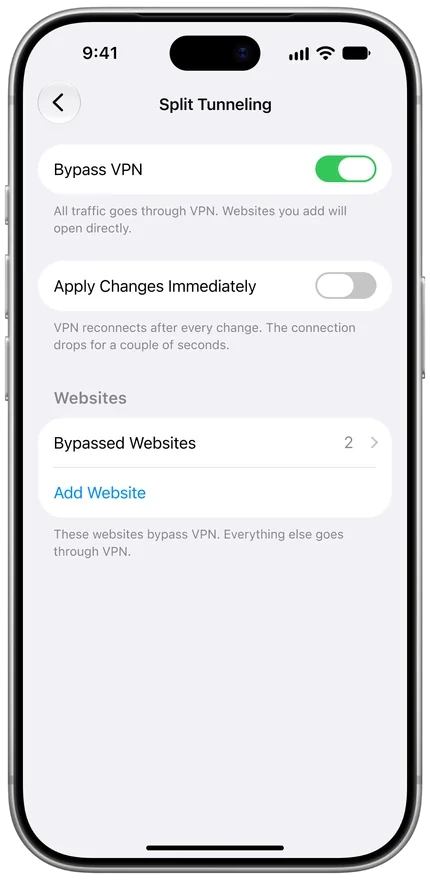 9:41
Split Tunneling
Bypass VPN
All traffic goes through VPN. Websites you add will
open directly.
Apply Changes Immediately
VPN reconnects after every change. The connection
drops for a couple of seconds.
Websites
Bypassed Websites 2
Add Website
These websites bypass VPN. Everything else goes
through VPN.